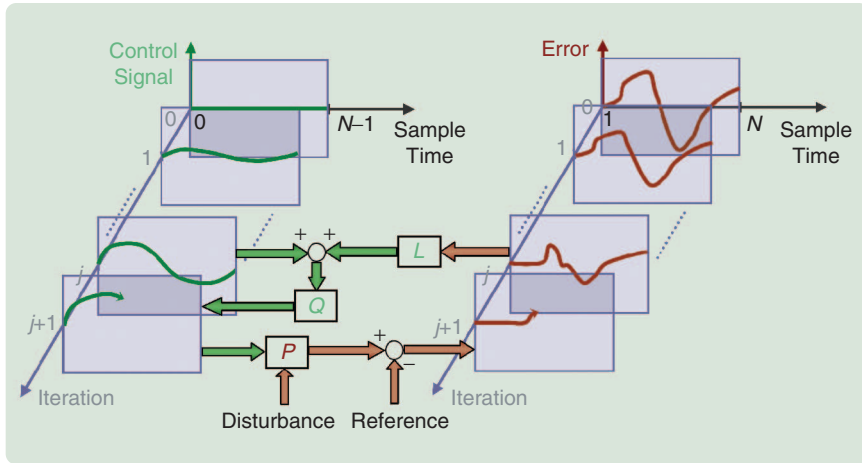 Control
Signal
0
0
N–1
Sample
Time
1
j
j+1
Iteration
+
+
L
Q
P
+
–
Disturbance
Reference
Error
0
1
N
Sample
Time
1
j
j+1
Iteration